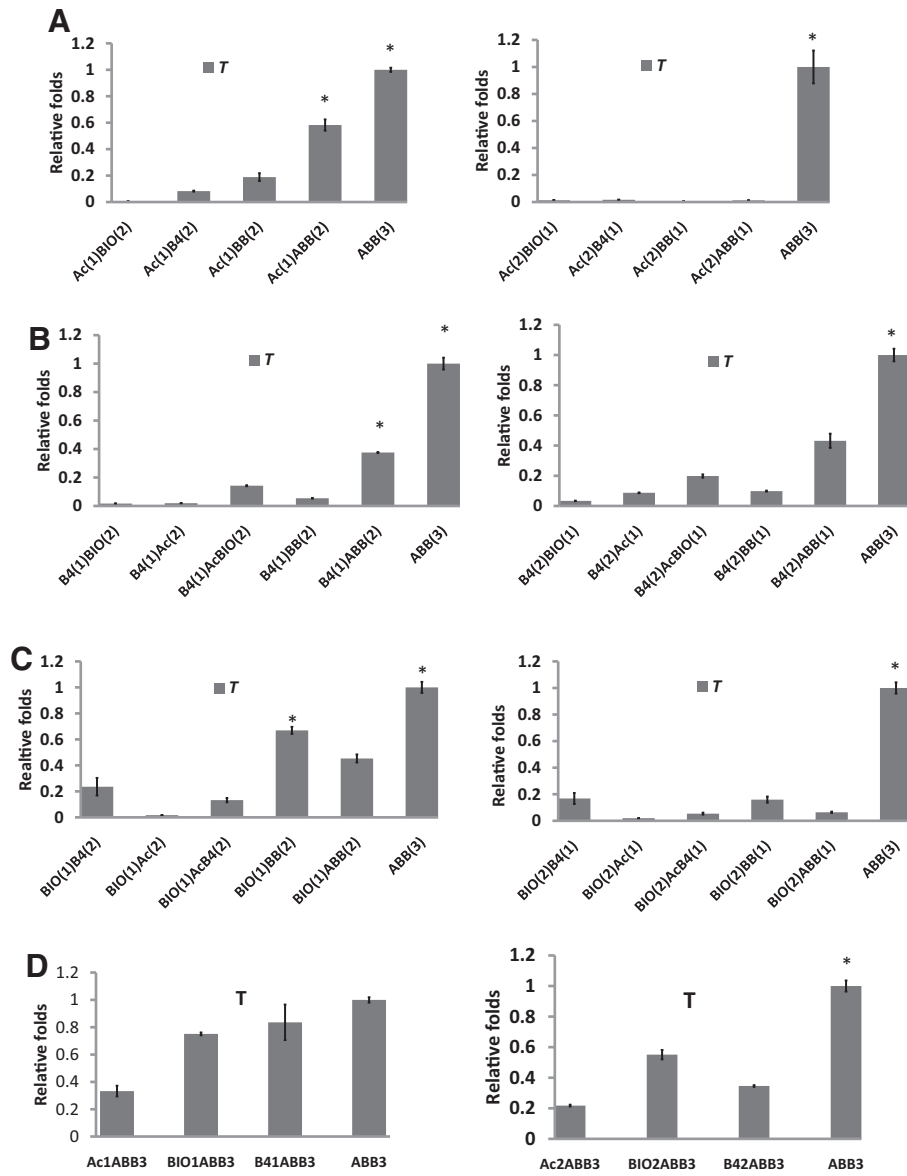 A
Relative folds
1.2
1
0.8
0.6
0.4
0.2
0
T
*
*
Ac(1)BIO(2)
Ac(1)B4(2)
Ac(1)BB(2)
Ac(1)ABB(2)
ABB(3)
Relative folds
1.2
1
0.8
0.6
0.4
0.2
0
T
*
Ac(2)BIO(1)
Ac(2)B4(1)
Ac(2)BB(1)
Ac(2)ABB(1)
ABB(3)
B
Relative folds
1.2
1
0.8
0.6
0.4
0.2
0
T
*
*
B4(1)BIO(2)
B4(1)Ac(2)
B4(1)AcBIO(2)
B4(1)BB(2)
B4(1)ABB(2)
ABB(3)
Relative folds
1.2
1
0.8
0.6
0.4
0.2
0
T
*
B4(2)BIO(1)
B4(2)Ac(1)
B4(2)AcBIO(1)
B4(2)BB(1)
B4(2)ABB(1)
ABB(3)
C
Realtive folds
1.2
1
0.8
0.6
0.4
0.2
0
T
*
*
BIO(1)B4(2)
BIO(1)Ac(2)
BIO(1)AcB4(2)
BIO(1)BB(2)
BIO(1)ABB(2)
ABB(3)
Relative folds
1.2
1
0.8
0.6
0.4
0.2
0
T
*
BIO(2)B4(1)
BIO(2)Ac(1)
BIO(2)AcB4(1)
BIO(2)BB(1)
BIO(2)ABB(1)
ABB(3)
D
Relative folds
1.2
1
0.8
0.6
0.4
0.2
0
T
Ac1ABB3 BIO1ABB3 B41ABB3 ABB3
Relative folds
1.2
1
0.8
0.6
0.4
0.2
0
T
*
Ac2ABB3 BIO2ABB3 B42ABB3 ABB3